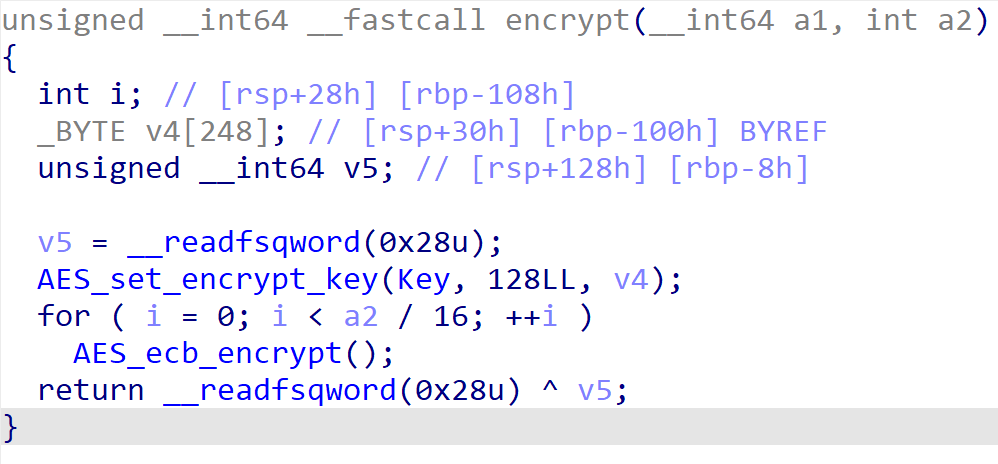 unsigned __int64 __fastcall encrypt(__int64 a1, int a2)
{
  int i; // [rsp+28h] [rbp-108h]
  _BYTE v4[248]; // [rsp+30h] [rbp-100h] BYREF
  unsigned __int64 v5; // [rsp+128h] [rbp-8h]

  v5 = __readfsqword(0x28u);
  AES_set_encrypt_key(Key, 128LL, v4);
  for ( i = 0; i < a2 / 16; ++i )
    AES_ecb_encrypt();
  return __readfsqword(0x28u) ^ v5;
}